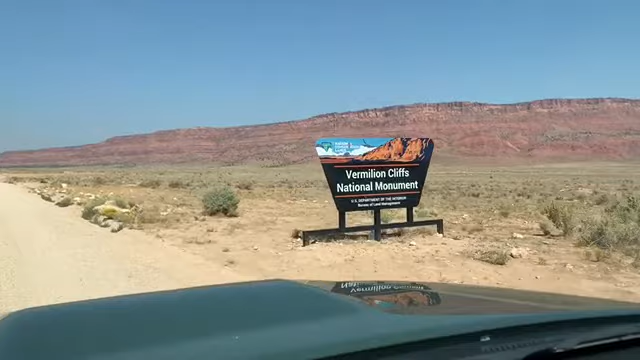 Vermilion Cliffs
National Monument
U.S. DEPARTMENT OF THE INTERIOR
Bureau of Land Management